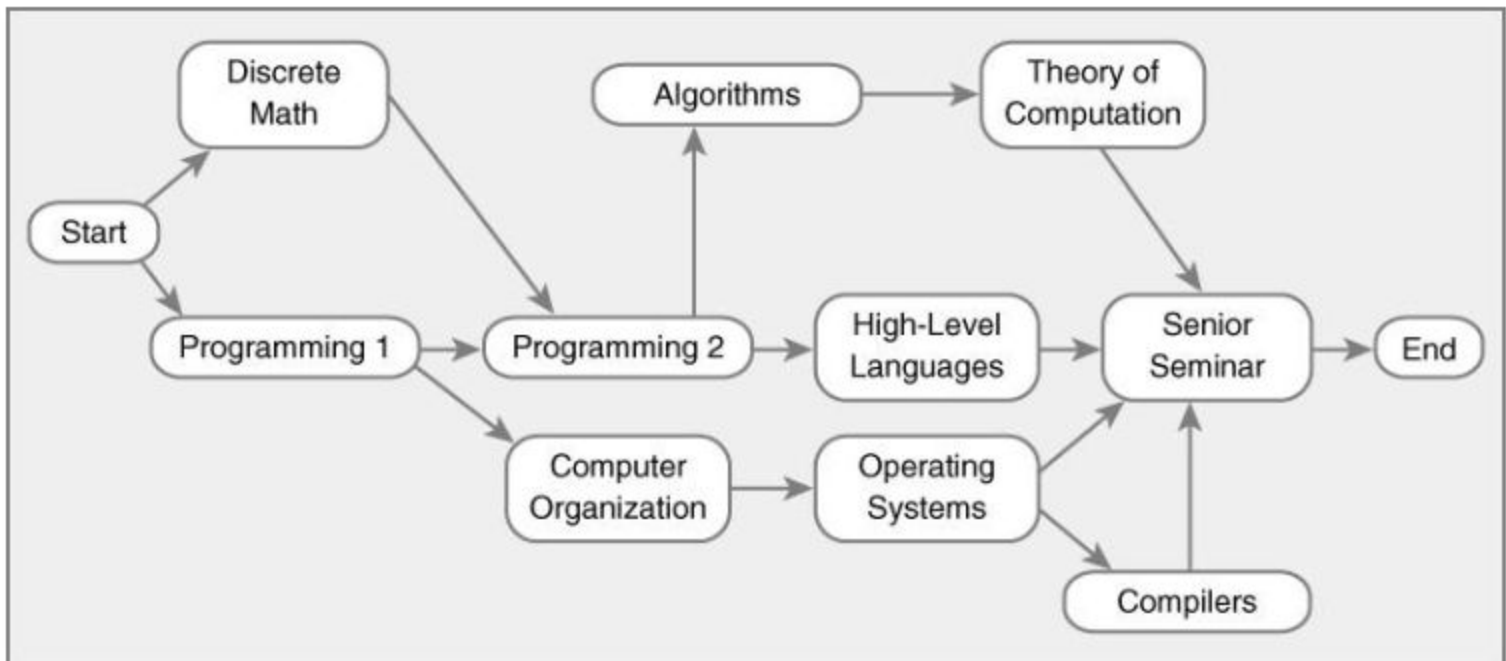 Discrete
Math
Algorithms
Theory of
Computation
Start
Programming 1
Programming 2
High-Level
Languages
Senior
Seminar
End
Computer
Organization
Operating
Systems
Compilers